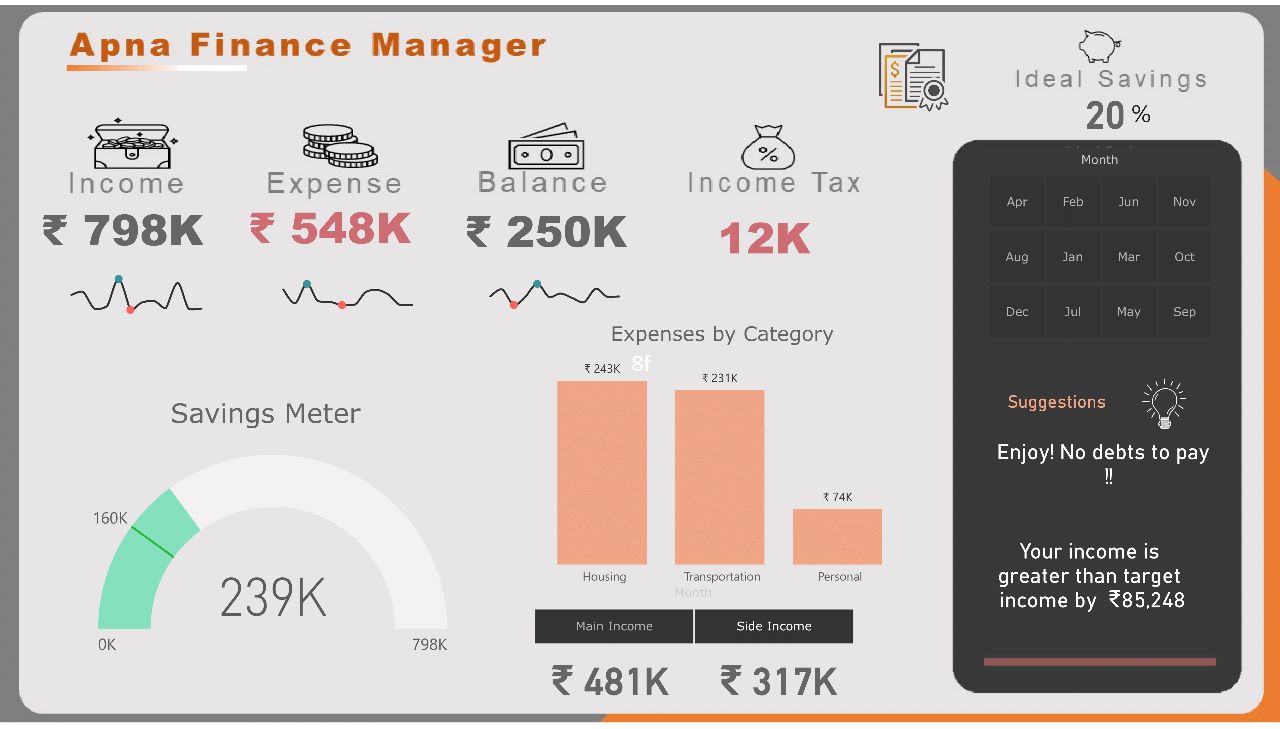 Apna Finance Manager
$
Ideal Savings
20 %
Income
Expense
Balance
Income Tax
₹ 798K
₹ 548K
₹ 250K
12K
%
Month
Apr Feb Jun Nov
Aug Jan Mar Oct
Dec Jul May Sep
Expenses by Category
8f
₹ 243K
₹ 231K
₹ 74K
Housing
Transportation
Personal
Month
Savings Meter
160K
239K
0K
798K
Main Income
Side Income
₹ 481K
₹ 317K
Suggestions
Enjoy! No debts to pay
!!
Your income is
greater than target
income by ₹85,248